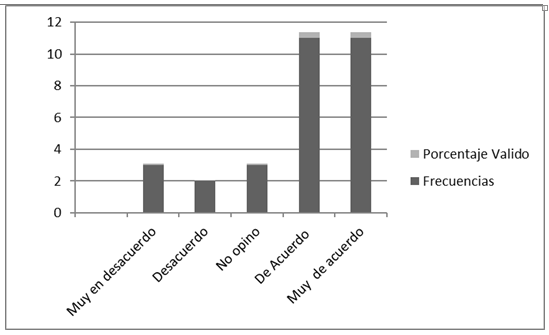 12
10
8
6
4
2
0
Muy en desacuerdo
Desacuerdo
No opino
De Acuerdo
Muy de acuerdo
Porcentaje Valido
Frecuencias